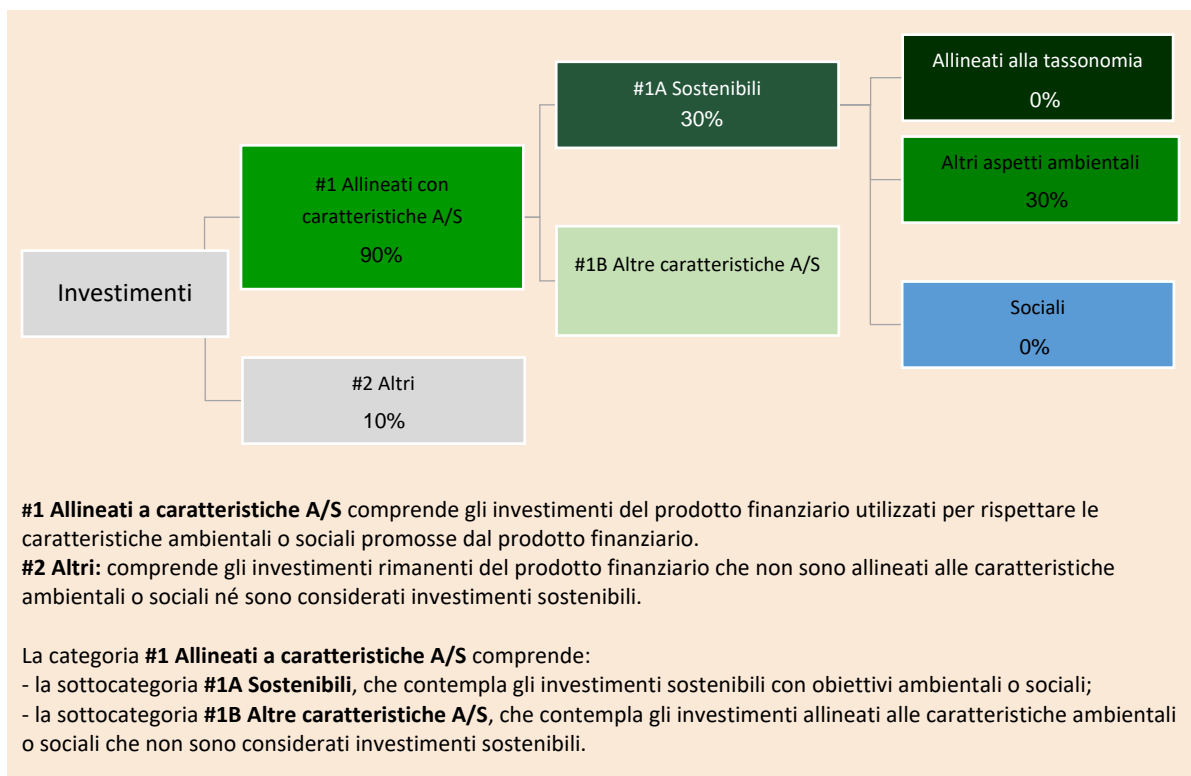 Investimenti
#1 Allineati con
caratteristiche A/S
90%
#2 Altri
10%
#1A Sostenibili
30%
#1B Altre caratteristiche A/S
Allineati alla tassonomia
0%
Altri aspetti ambientali
30%
Sociali
0%
#1 Allineati a caratteristiche A/S comprende gli investimenti del prodotto finanziario utilizzati per rispettare le
caratteristiche ambientali o sociali promosse dal prodotto finanziario.
#2 Altri: comprende gli investimenti rimanenti del prodotto finanziario che non sono allineati alle caratteristiche
ambientali o sociali né sono considerati investimenti sostenibili.
La categoria #1 Allineati a caratteristiche A/S comprende:
- la sottocategoria #1A Sostenibili, che contempla gli investimenti sostenibili con obiettivi ambientali o sociali;
- la sottocategoria #1B Altre caratteristiche A/S, che contempla gli investimenti allineati alle caratteristiche ambientali
o sociali che non sono considerati investimenti sostenibili.